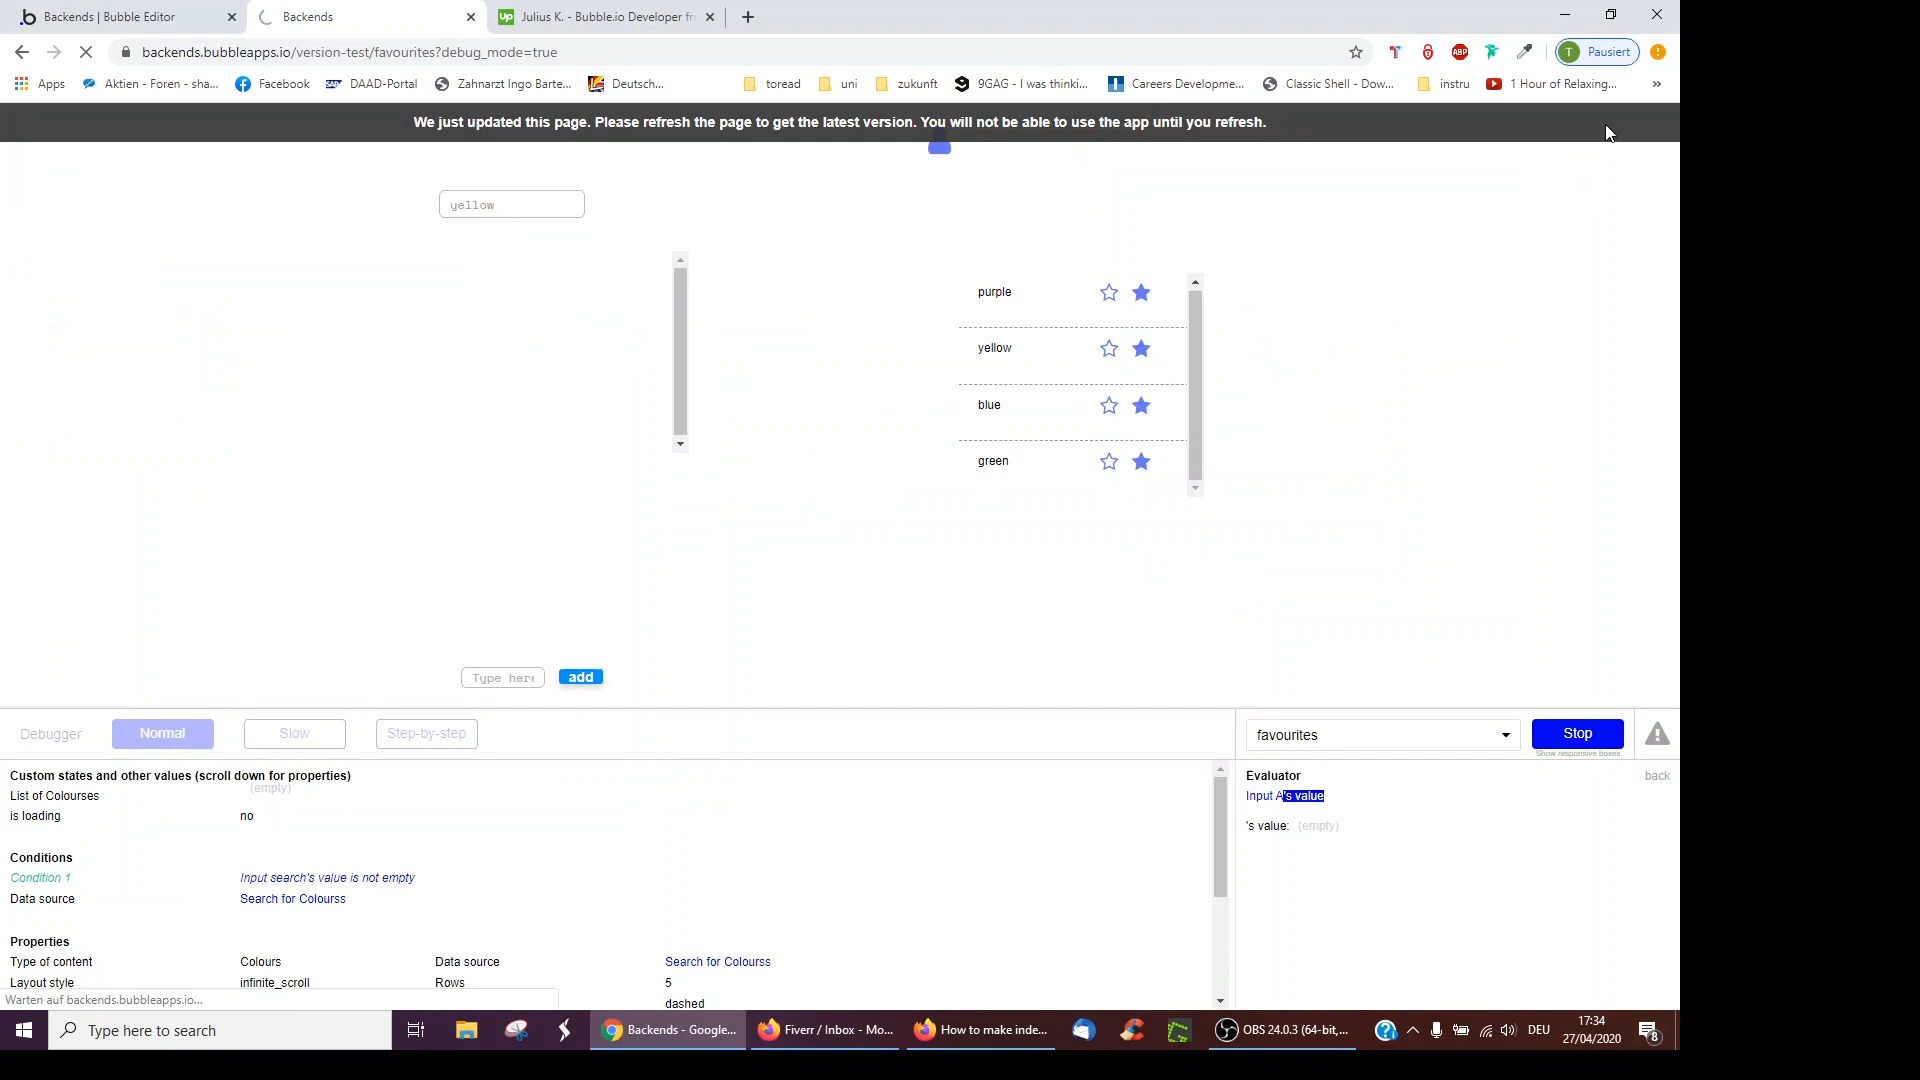 Backends | Bubble Editor
Backends
Up Julius K. - Bubble.io Developer fr
backends.bubbleapps.io/version-test/favourites?debug_mode=true
ABP
T Pausiert
Apps
Aktien - Foren - sha...
Facebook
DAAD-Portal
Zahnarzt Ingo Barte...
Deutsch...
toread
uni
zukunft
9GAG - I was thinki...
Careers Developme...
Classic Shell - Dow...
instru
1 Hour of Relaxing...
We just updated this page. Please refresh the page to get the latest version. You will not be able to use the app until you refresh.
yellow
purple
yellow
blue
green
Type here
add
Debugger
Normal
Slow
Step-by-step
favourites
Stop
Show responsive boxes
Custom states and other values (scroll down for properties)
List of Colourses (empty)
is loading no
Conditions
Condition 1 Input search's value is not empty
Data source Search for Colourss
Properties
Type of content Colours Data source Search for Colourss
Layout style infinite_scroll Rows 5
dashed
Evaluator back
Input A's value
's value: (empty)
Warten auf backends.bubbleapps.io...
Type here to search
Backends - Google...
Fiverr / Inbox - Mo...
How to make inde...
OBS 24.0.3 (64-bit,...
DEU
17:34
27/04/2020
8